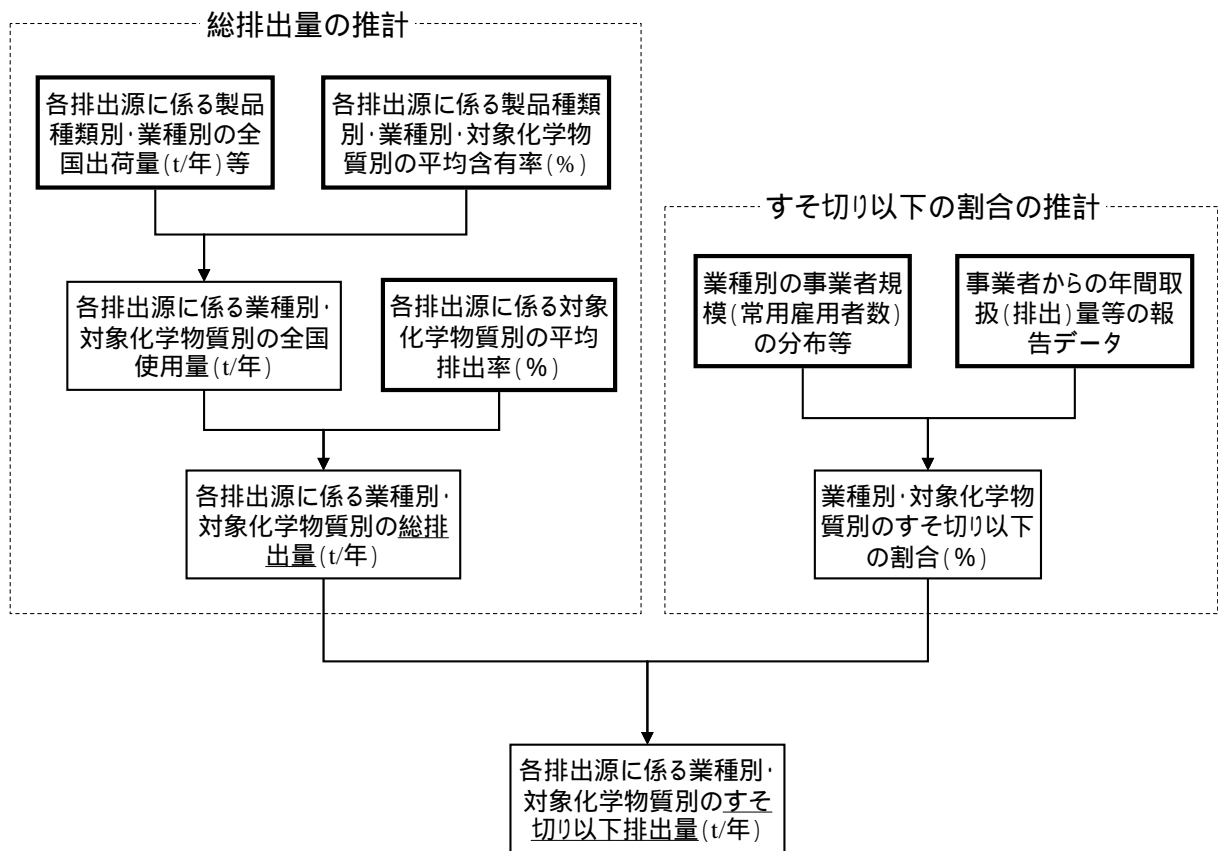 総排出量の推計
各排出源に係る製品
種類別・業種別の全
国出荷量(t/年)等
各排出源に係る製品種類
別・業種別・対象化学物
質別の平均含有率(%)
各排出源に係る業種別・
対象化学物質別の全国
使用量(t/年)
各排出源に係る対象
化学物質別の平均
排出率(%)
各排出源に係る業種別・
対象化学物質別の総排
出量(t/年)
すそ切り以下の割合の推計
業種別の事業者規
模(常用雇用者数)
の分布等
事業者からの年間取
扱(排出)量等の報
告データ
業種別・対象化学物
質別のすそ切り以下
の割合(%)
各排出源に係る業種別・
対象化学物質別のすそ
切り以下排出量(t/年)